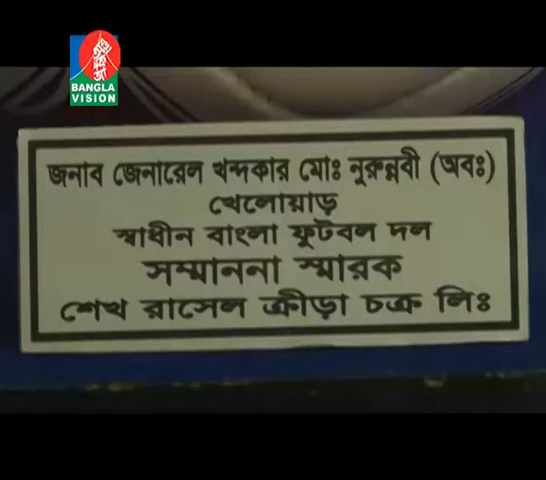 BANGLA
VISION
জনাব জেনারেল খন্দকার মোঃ নুরুন্নবী (অবঃ)
খেলোয়াড়
স্বাধীন বাংলা ফুটবল দল
সম্মাননা স্মারক
শেখ রাসেল ক্রীড়া চক্র লিঃ